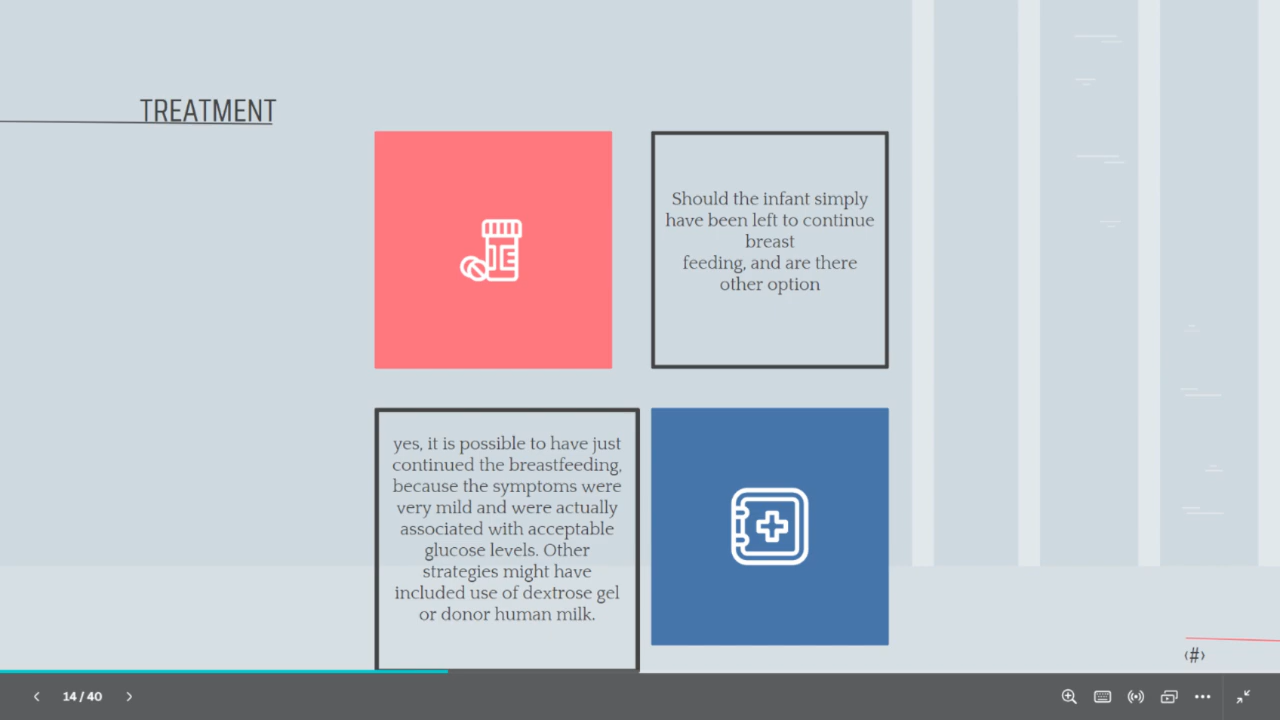 TREATMENT
Should the infant simply
have been left to continue
breast
feeding, and are there
other option
yes, it is possible to have just
continued the breastfeeding,
because the symptoms were
very mild and were actually
associated with acceptable
glucose levels. Other
strategies might have
included use of dextrose gel
or donor human milk.
‹#›
14 / 40